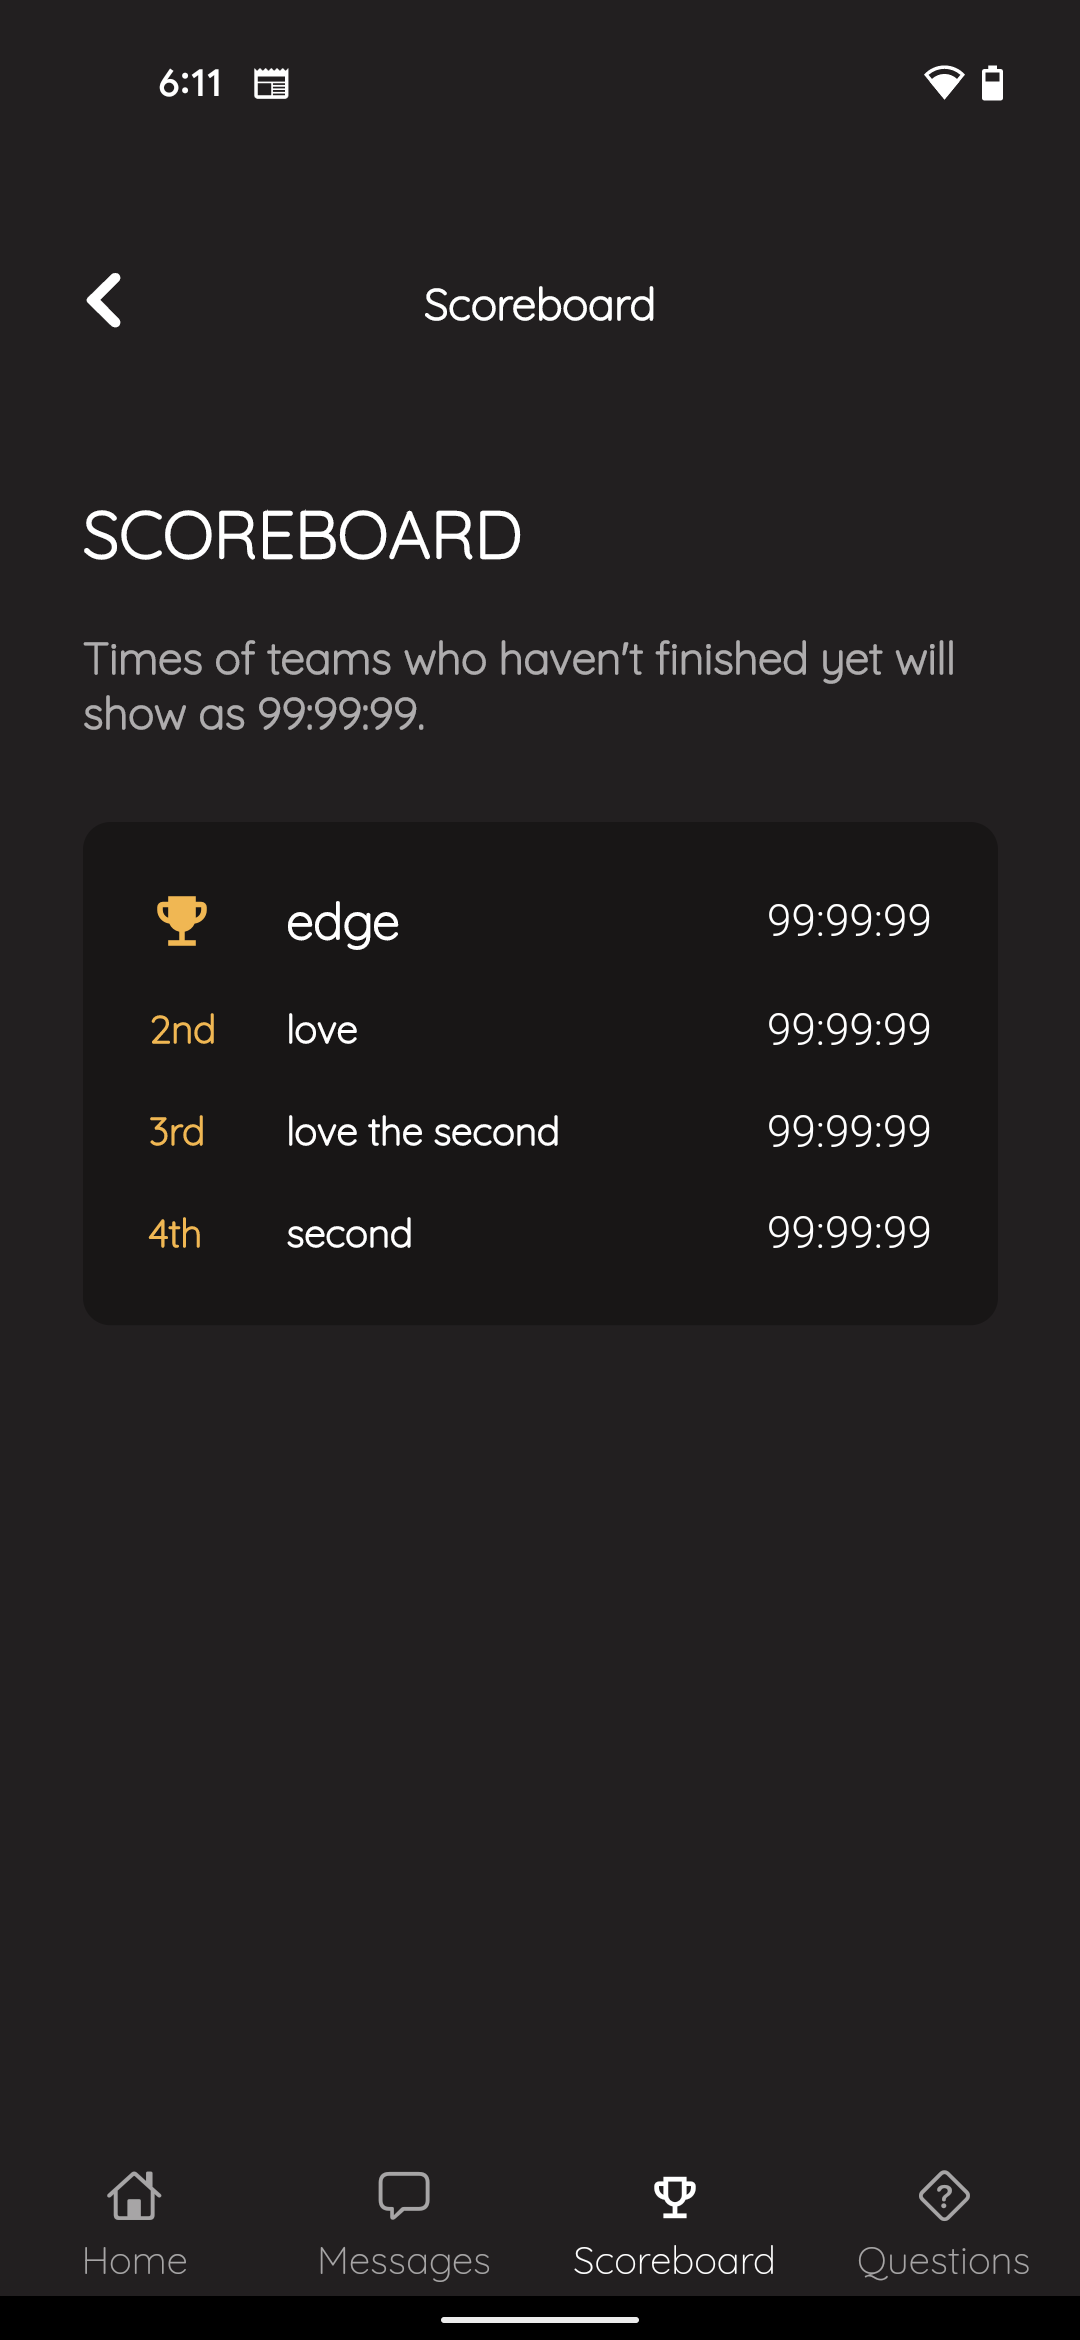 6:11
Scoreboard
SCOREBOARD
Times of teams who haven't finished yet will
show as 99:99:99.
edge 99:99:99
2nd love 99:99:99
3rd love the second 99:99:99
4th second 99:99:99
Home Messages Scoreboard Questions